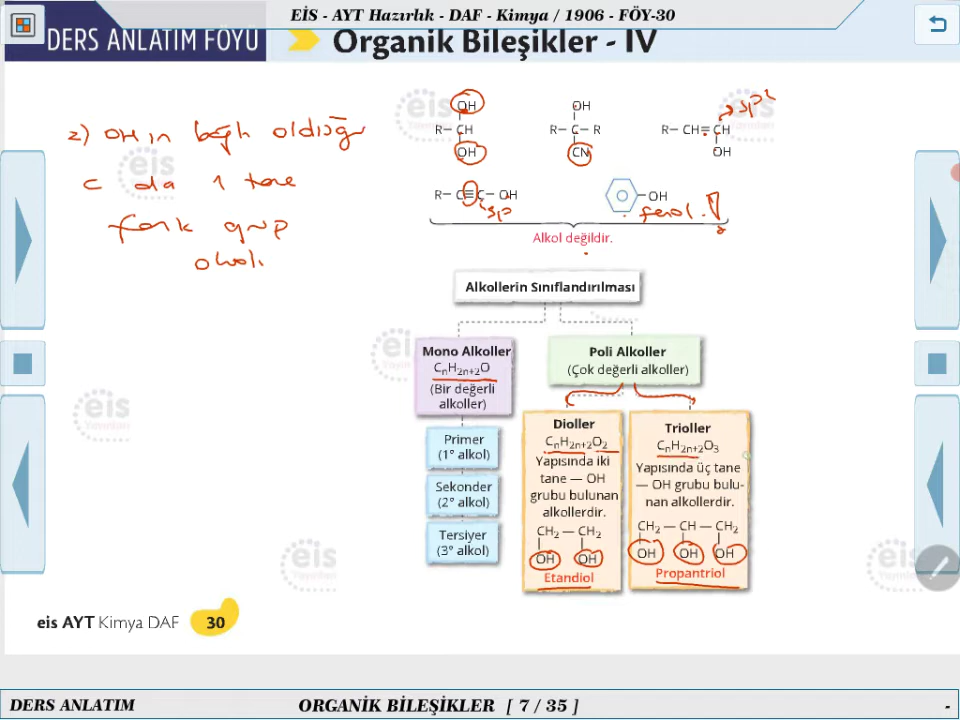 EİS - AYT Hazırlık - DAF - Kimya / 1906 - FÖY-30
DERS ANLATIM FÖYÜ
Organik Bileşikler - IV
2) OH ın bağlı olduğu
C da 1 tane
fonk grup
olmalı
OH
R — CH
OH
OH
R — C — R
CN
R — CH = CH
OH
sp²
R — C ≡ C — OH
sp
OH
fenol
Alkol değildir.
Alkollerin Sınıflandırılması
Mono Alkoller
CₙH₂ₙ₊₂O
(Bir değerli
alkoller)
Primer
(1° alkol)
Sekonder
(2° alkol)
Tersiyer
(3° alkol)
Poli Alkoller
(Çok değerli alkoller)
Dioller
CₙH₂ₙ₊₂O₂
Yapısında iki
tane — OH
grubu bulunan
alkollerdir.
CH₂ — CH₂
OH OH
Etandiol
Trioller
CₙH₂ₙ₊₂O₃
Yapısında üç tane
— OH grubu bulu-
nan alkollerdir.
CH₂ — CH — CH₂
OH OH OH
Propantriol
eis Yayınları
eis AYT Kimya DAF 30
DERS ANLATIM
ORGANİK BİLEŞİKLER [ 7 / 35 ]
-